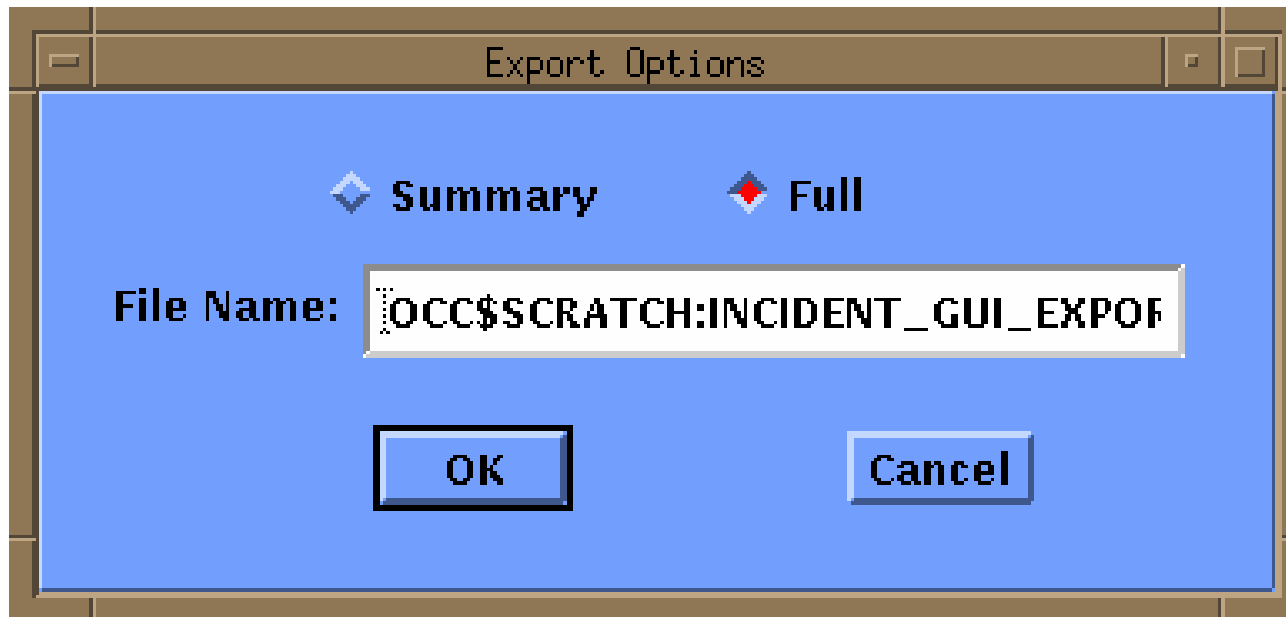 Export Options
Summary Full
File Name: OCC$SCRATCH:INCIDENT_GUI_EXPOR
OK Cancel